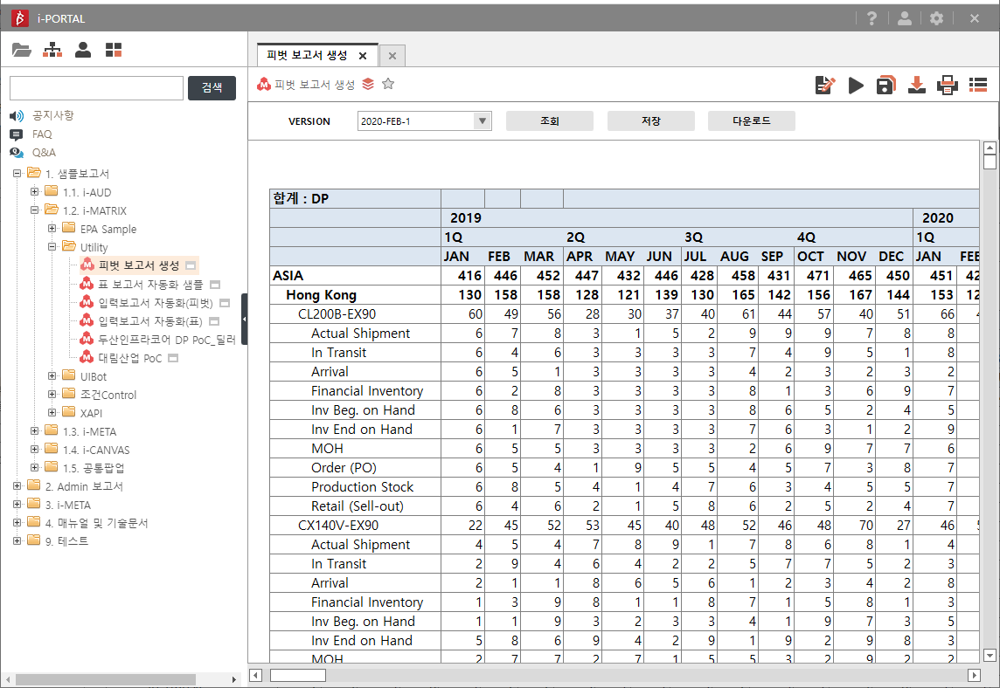 i-PORTAL
검색
공지사항
FAQ
Q&A
1. 샘플보고서
1.1. i-AUD
1.2. i-MATRIX
EPA Sample
Utility
피벗 보고서 생성
표 보고서 자동화 샘플
입력보고서 자동화(피벗)
입력보고서 자동화(표)
두산인프라코어 DP PoC_딜러
대림산업 PoC
UIBot
조건Control
XAPI
1.3. i-META
1.4. i-CANVAS
1.5. 공통팝업
2. Admin 보고서
3. i-META
4. 매뉴얼 및 기술문서
9. 테스트
피벗 보고서 생성
피벗 보고서 생성
VERSION 2020-FEB-1 조회 저장 다운로드
합계 : DP
2019 2020
1Q 2Q 3Q 4Q 1Q
JAN FEB MAR APR MAY JUN JUL AUG SEP OCT NOV DEC JAN FEB
ASIA 416 446 452 447 432 446 428 458 431 471 465 450 451
Hong Kong 130 158 158 128 121 139 130 165 142 156 167 144 153
CL200B-EX90 60 49 56 28 30 37 40 61 44 57 40 51 66
Actual Shipment 6 7 8 3 1 5 2 9 9 9 7 8 8
In Transit 6 4 6 3 3 3 3 7 4 9 5 1 8
Arrival 6 5 1 3 3 3 3 4 2 3 2 3 2
Financial Inventory 6 2 8 3 3 3 3 8 1 3 6 9 7
Inv Beg. on Hand 6 8 6 3 3 3 3 8 6 5 2 4 5
Inv End on Hand 6 1 7 3 3 3 3 7 6 3 1 2 9
MOH 6 5 5 3 3 3 3 2 6 9 7 7 6
Order (PO) 6 5 4 1 9 5 5 4 5 7 3 8 7
Production Stock 6 8 5 4 1 4 7 6 3 4 5 5 7
Retail (Sell-out) 6 4 6 2 1 5 8 6 2 5 2 4 7
CX140V-EX90 22 45 52 53 45 40 48 52 46 48 70 27 46
Actual Shipment 4 5 4 7 8 9 1 7 8 6 8 1 4
In Transit 2 9 4 6 4 2 2 5 7 7 5 2 3
Arrival 2 1 1 8 6 5 6 1 2 3 4 2 8
Financial Inventory 1 3 9 8 1 1 8 7 1 5 8 1 3
Inv Beg. on Hand 1 1 9 3 2 3 3 4 1 9 7 3 5
Inv End on Hand 5 8 6 9 4 2 9 1 9 2 9 8 3
MOH 2 7 7 2 7 1 5 5 3 2 9 2 2